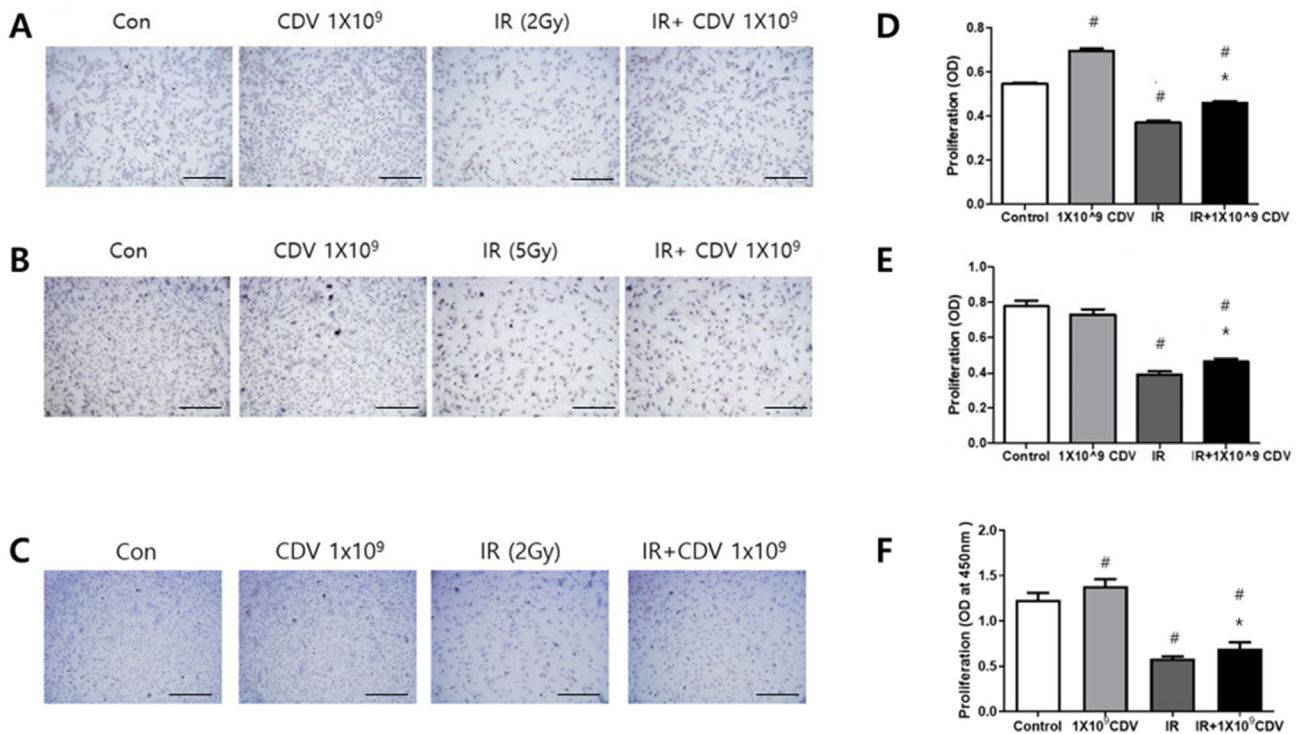 A
Con CDV 1X10⁹ IR (2Gy) IR+ CDV 1X10⁹
B
Con CDV 1X10⁹ IR (5Gy) IR+ CDV 1X10⁹
C
Con CDV 1x10⁹ IR (2Gy) IR+CDV 1x10⁹
D
Proliferation (OD)
0.8
0.6
0.4
0.2
0.0
# # # *
Control 1X10^9 CDV IR IR+1X10^9 CDV
E
Proliferation (OD)
1.0
0.8
0.6
0.4
0.2
0.0
# # *
Control 1X10^9 CDV IR IR+1X10^9 CDV
F
Proliferation (OD at 450nm )
2.0
1.5
1.0
0.5
0.0
# # # *
Control 1X10⁹CDV IR IR+1X10⁹CDV